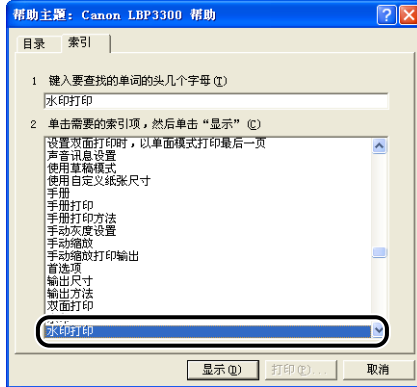 帮助主题: Canon LBP3300 帮助
目录 索引
1 键入要查找的单词的头几个字母(T)
水印打印
2 单击需要的索引项,然后单击“显示”(C)
设置双面打印时,以单面模式打印最后一页
声音讯息设置
使用草稿模式
使用自定义纸张尺寸
手册
手册打印
手册打印方法
手动灰度设置
手动缩放
手动缩放打印输出
首选项
输出尺寸
输出方法
双面打印
水印打印
显示(D) 打印(P)... 取消